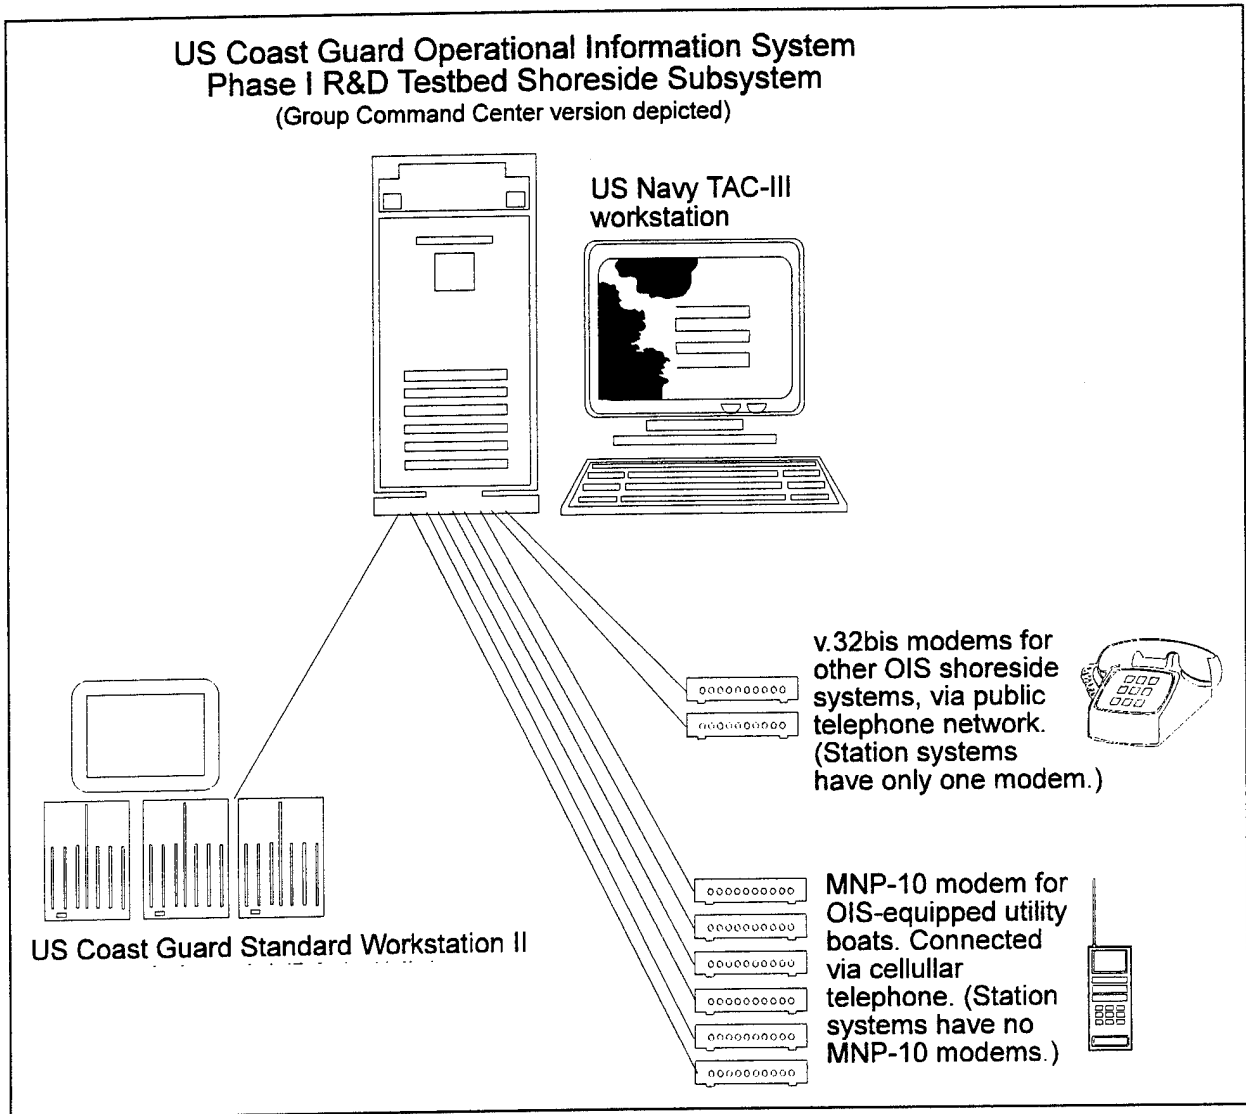 US Coast Guard Operational Information System
Phase I R&D Testbed Shoreside Subsystem
(Group Command Center version depicted)
US Navy TAC-III
workstation
v.32bis modems for
other OIS shoreside
systems, via public
telephone network.
(Station systems
have only one modem.)
MNP-10 modem for
OIS-equipped utility
boats. Connected
via cellullar
telephone. (Station
systems have no
MNP-10 modems.)
US Coast Guard Standard Workstation II